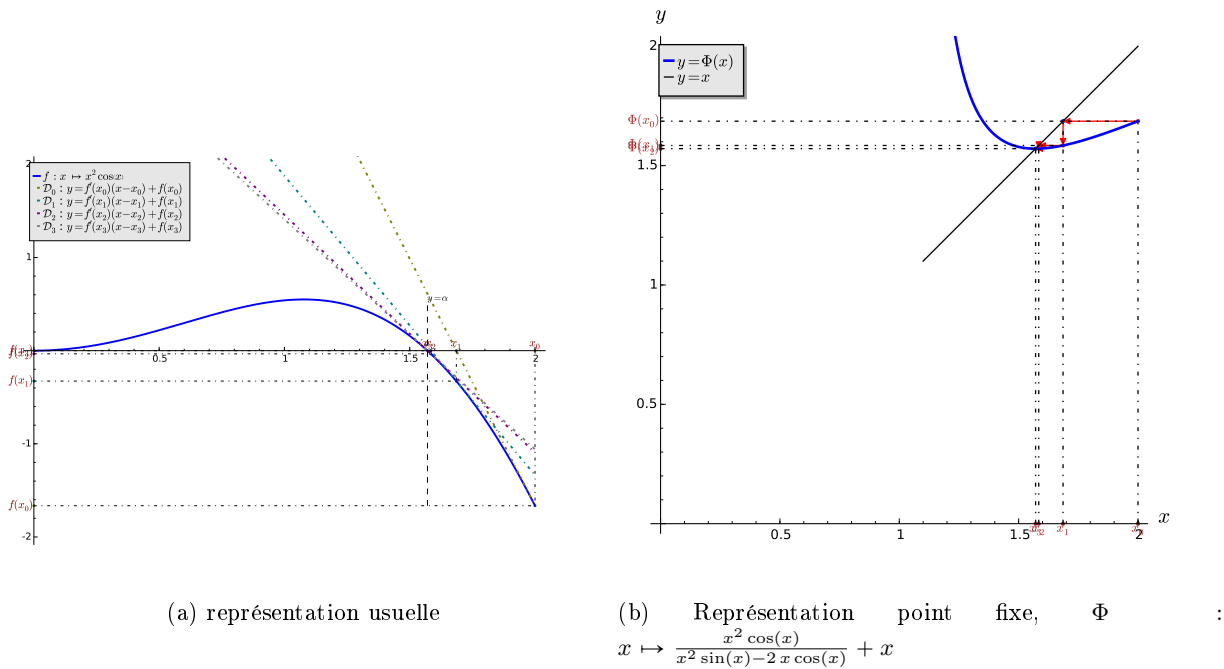 f : x ↦ x² cos x
𝒟₀ : y = f′(x₀)(x−x₀)+f(x₀)
𝒟₁ : y = f′(x₁)(x−x₁)+f(x₁)
𝒟₂ : y = f′(x₂)(x−x₂)+f(x₂)
𝒟₃ : y = f′(x₃)(x−x₃)+f(x₃)
2
1
y=α
x₁
x₀
0.5
1
1.5
2
f(x₁)
-1
f(x₀)
-2
(a) représentation usuelle
y
2
y=Φ(x)
y=x
Φ(x₀)
1.5
1
0.5
x
0.5
1
1.5
x₁
2
(b) Représentation point fixe, Φ :
x ↦ x² cos(x) / (x² sin(x)−2 x cos(x)) + x